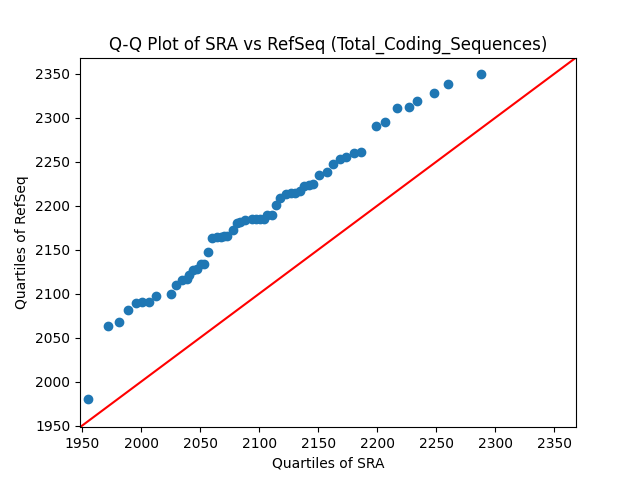 Q-Q Plot of SRA vs RefSeq (Total_Coding_Sequences)
2350
2300
2250
2200
2150
2100
2050
2000
1950
Quartiles of RefSeq
1950 2000 2050 2100 2150 2200 2250 2300 2350
Quartiles of SRA